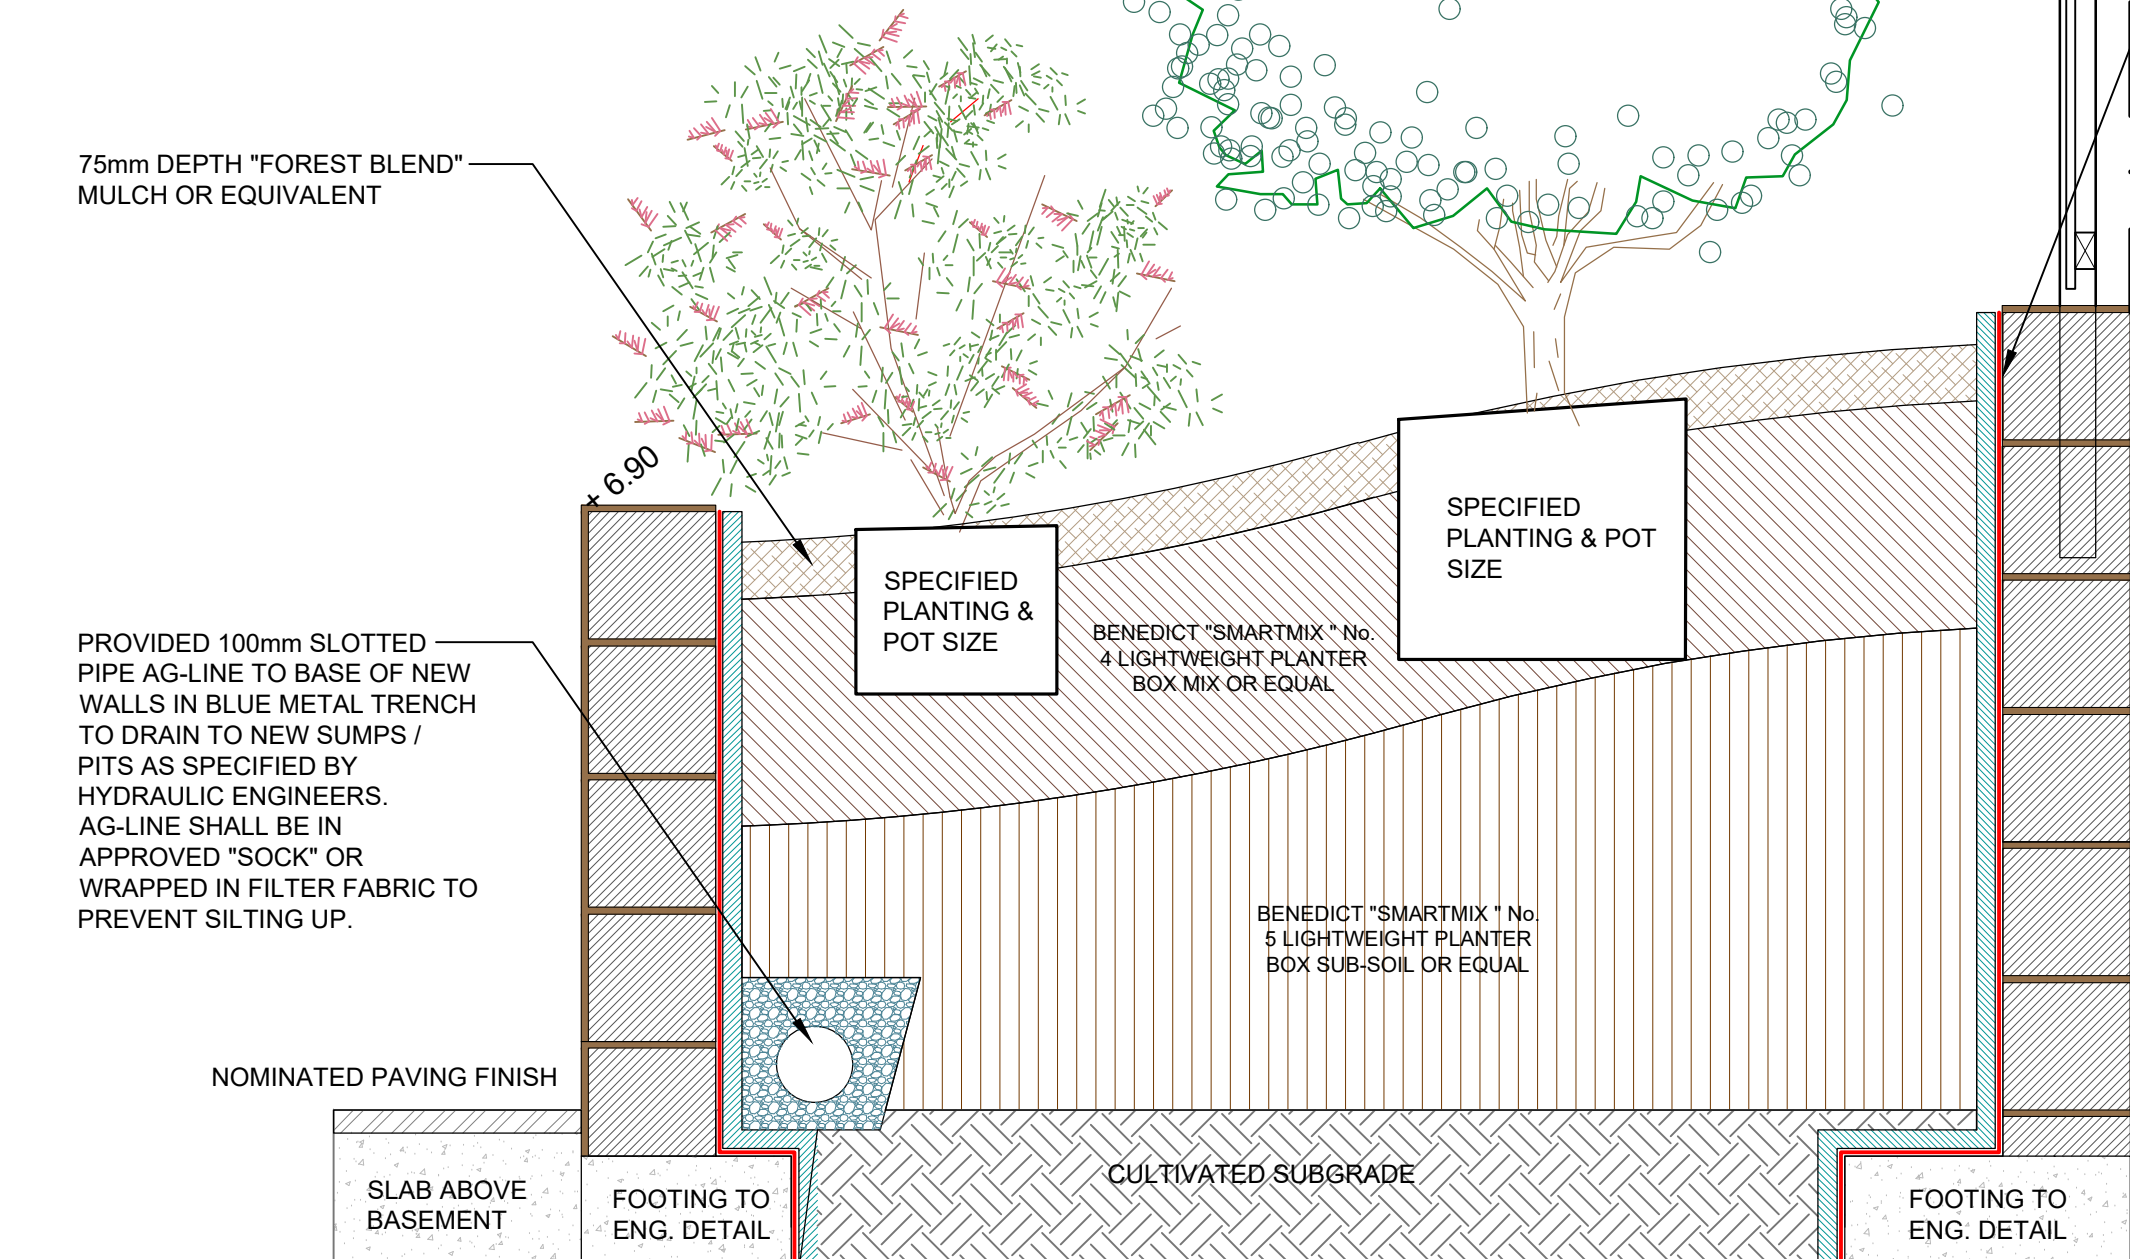 75mm DEPTH "FOREST BLEND"
MULCH OR EQUIVALENT
+ 6.90
SPECIFIED
PLANTING & POT
SIZE
SPECIFIED
PLANTING &
POT SIZE
BENEDICT "SMARTMIX " No.
4 LIGHTWEIGHT PLANTER
BOX MIX OR EQUAL
PROVIDED 100mm SLOTTED
PIPE AG-LINE TO BASE OF NEW
WALLS IN BLUE METAL TRENCH
TO DRAIN TO NEW SUMPS /
PITS AS SPECIFIED BY
HYDRAULIC ENGINEERS.
AG-LINE SHALL BE IN
APPROVED "SOCK" OR
WRAPPED IN FILTER FABRIC TO
PREVENT SILTING UP.
BENEDICT "SMARTMIX " No.
5 LIGHTWEIGHT PLANTER
BOX SUB-SOIL OR EQUAL
NOMINATED PAVING FINISH
CULTIVATED SUBGRADE
SLAB ABOVE
BASEMENT
FOOTING TO
ENG. DETAIL
FOOTING TO
ENG. DETAIL